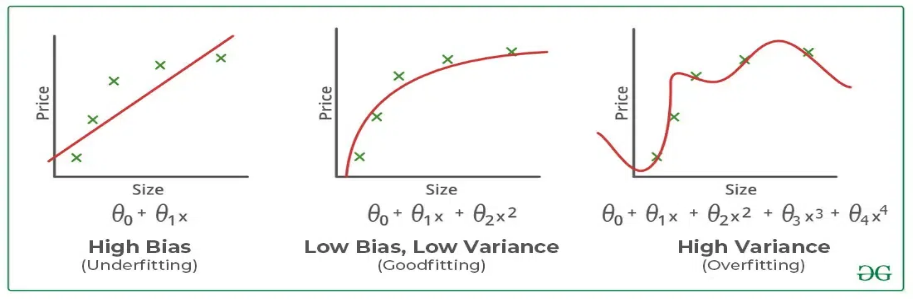 Price
Size
θ₀ + θ₁x
High Bias
(Underfitting)
Price
Size
θ₀ + θ₁x + θ₂x²
Low Bias, Low Variance
(Goodfitting)
Price
Size
θ₀ + θ₁x + θ₂x² + θ₃x³ + θ₄x⁴
High Variance
(Overfitting)